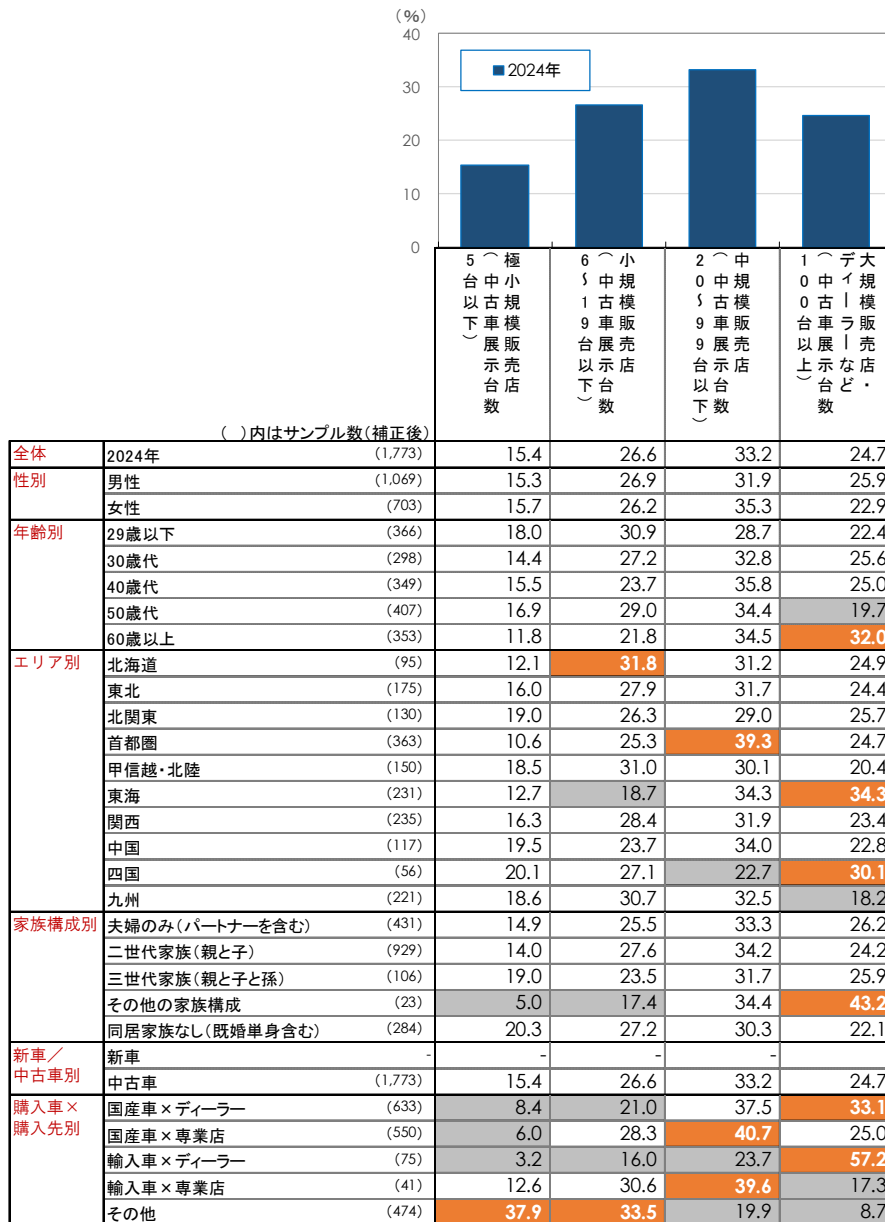 (%)
40
30
20
10
0
2024年
極小規模販売店（中古車展示台数5台以下）
小規模販売店（中古車展示台数6〜19台以下）
中規模販売店（中古車展示台数20〜99台以下）
大規模販売店・ディーラーなど（中古車展示台数100台以上）
( )内はサンプル数(補正後)
全体 2024年 (1,773) 15.4 26.6 33.2 24.7
性別 男性 (1,069) 15.3 26.9 31.9 25.9
女性 (703) 15.7 26.2 35.3 22.9
年齢別 29歳以下 (366) 18.0 30.9 28.7 22.4
30歳代 (298) 14.4 27.2 32.8 25.6
40歳代 (349) 15.5 23.7 35.8 25.0
50歳代 (407) 16.9 29.0 34.4 19.7
60歳以上 (353) 11.8 21.8 34.5 32.0
エリア別 北海道 (95) 12.1 31.8 31.2 24.9
東北 (175) 16.0 27.9 31.7 24.4
北関東 (130) 19.0 26.3 29.0 25.7
首都圏 (363) 10.6 25.3 39.3 24.7
甲信越・北陸 (150) 18.5 31.0 30.1 20.4
東海 (231) 12.7 18.7 34.3 34.3
関西 (235) 16.3 28.4 31.9 23.4
中国 (117) 19.5 23.7 34.0 22.8
四国 (56) 20.1 27.1 22.7 30.1
九州 (221) 18.6 30.7 32.5 18.2
家族構成別 夫婦のみ(パートナーを含む) (431) 14.9 25.5 33.3 26.2
二世代家族(親と子) (929) 14.0 27.6 34.2 24.2
三世代家族(親と子と孫) (106) 19.0 23.5 31.7 25.9
その他の家族構成 (23) 5.0 17.4 34.4 43.2
同居家族なし(既婚単身含む) (284) 20.3 27.2 30.3 22.1
新車／中古車別 新車 - - - -
中古車 (1,773) 15.4 26.6 33.2 24.7
購入車×購入先別 国産車×ディーラー (633) 8.4 21.0 37.5 33.1
国産車×専業店 (550) 6.0 28.3 40.7 25.0
輸入車×ディーラー (75) 3.2 16.0 23.7 57.2
輸入車×専業店 (41) 12.6 30.6 39.6 17.3
その他 (474) 37.9 33.5 19.9 8.7